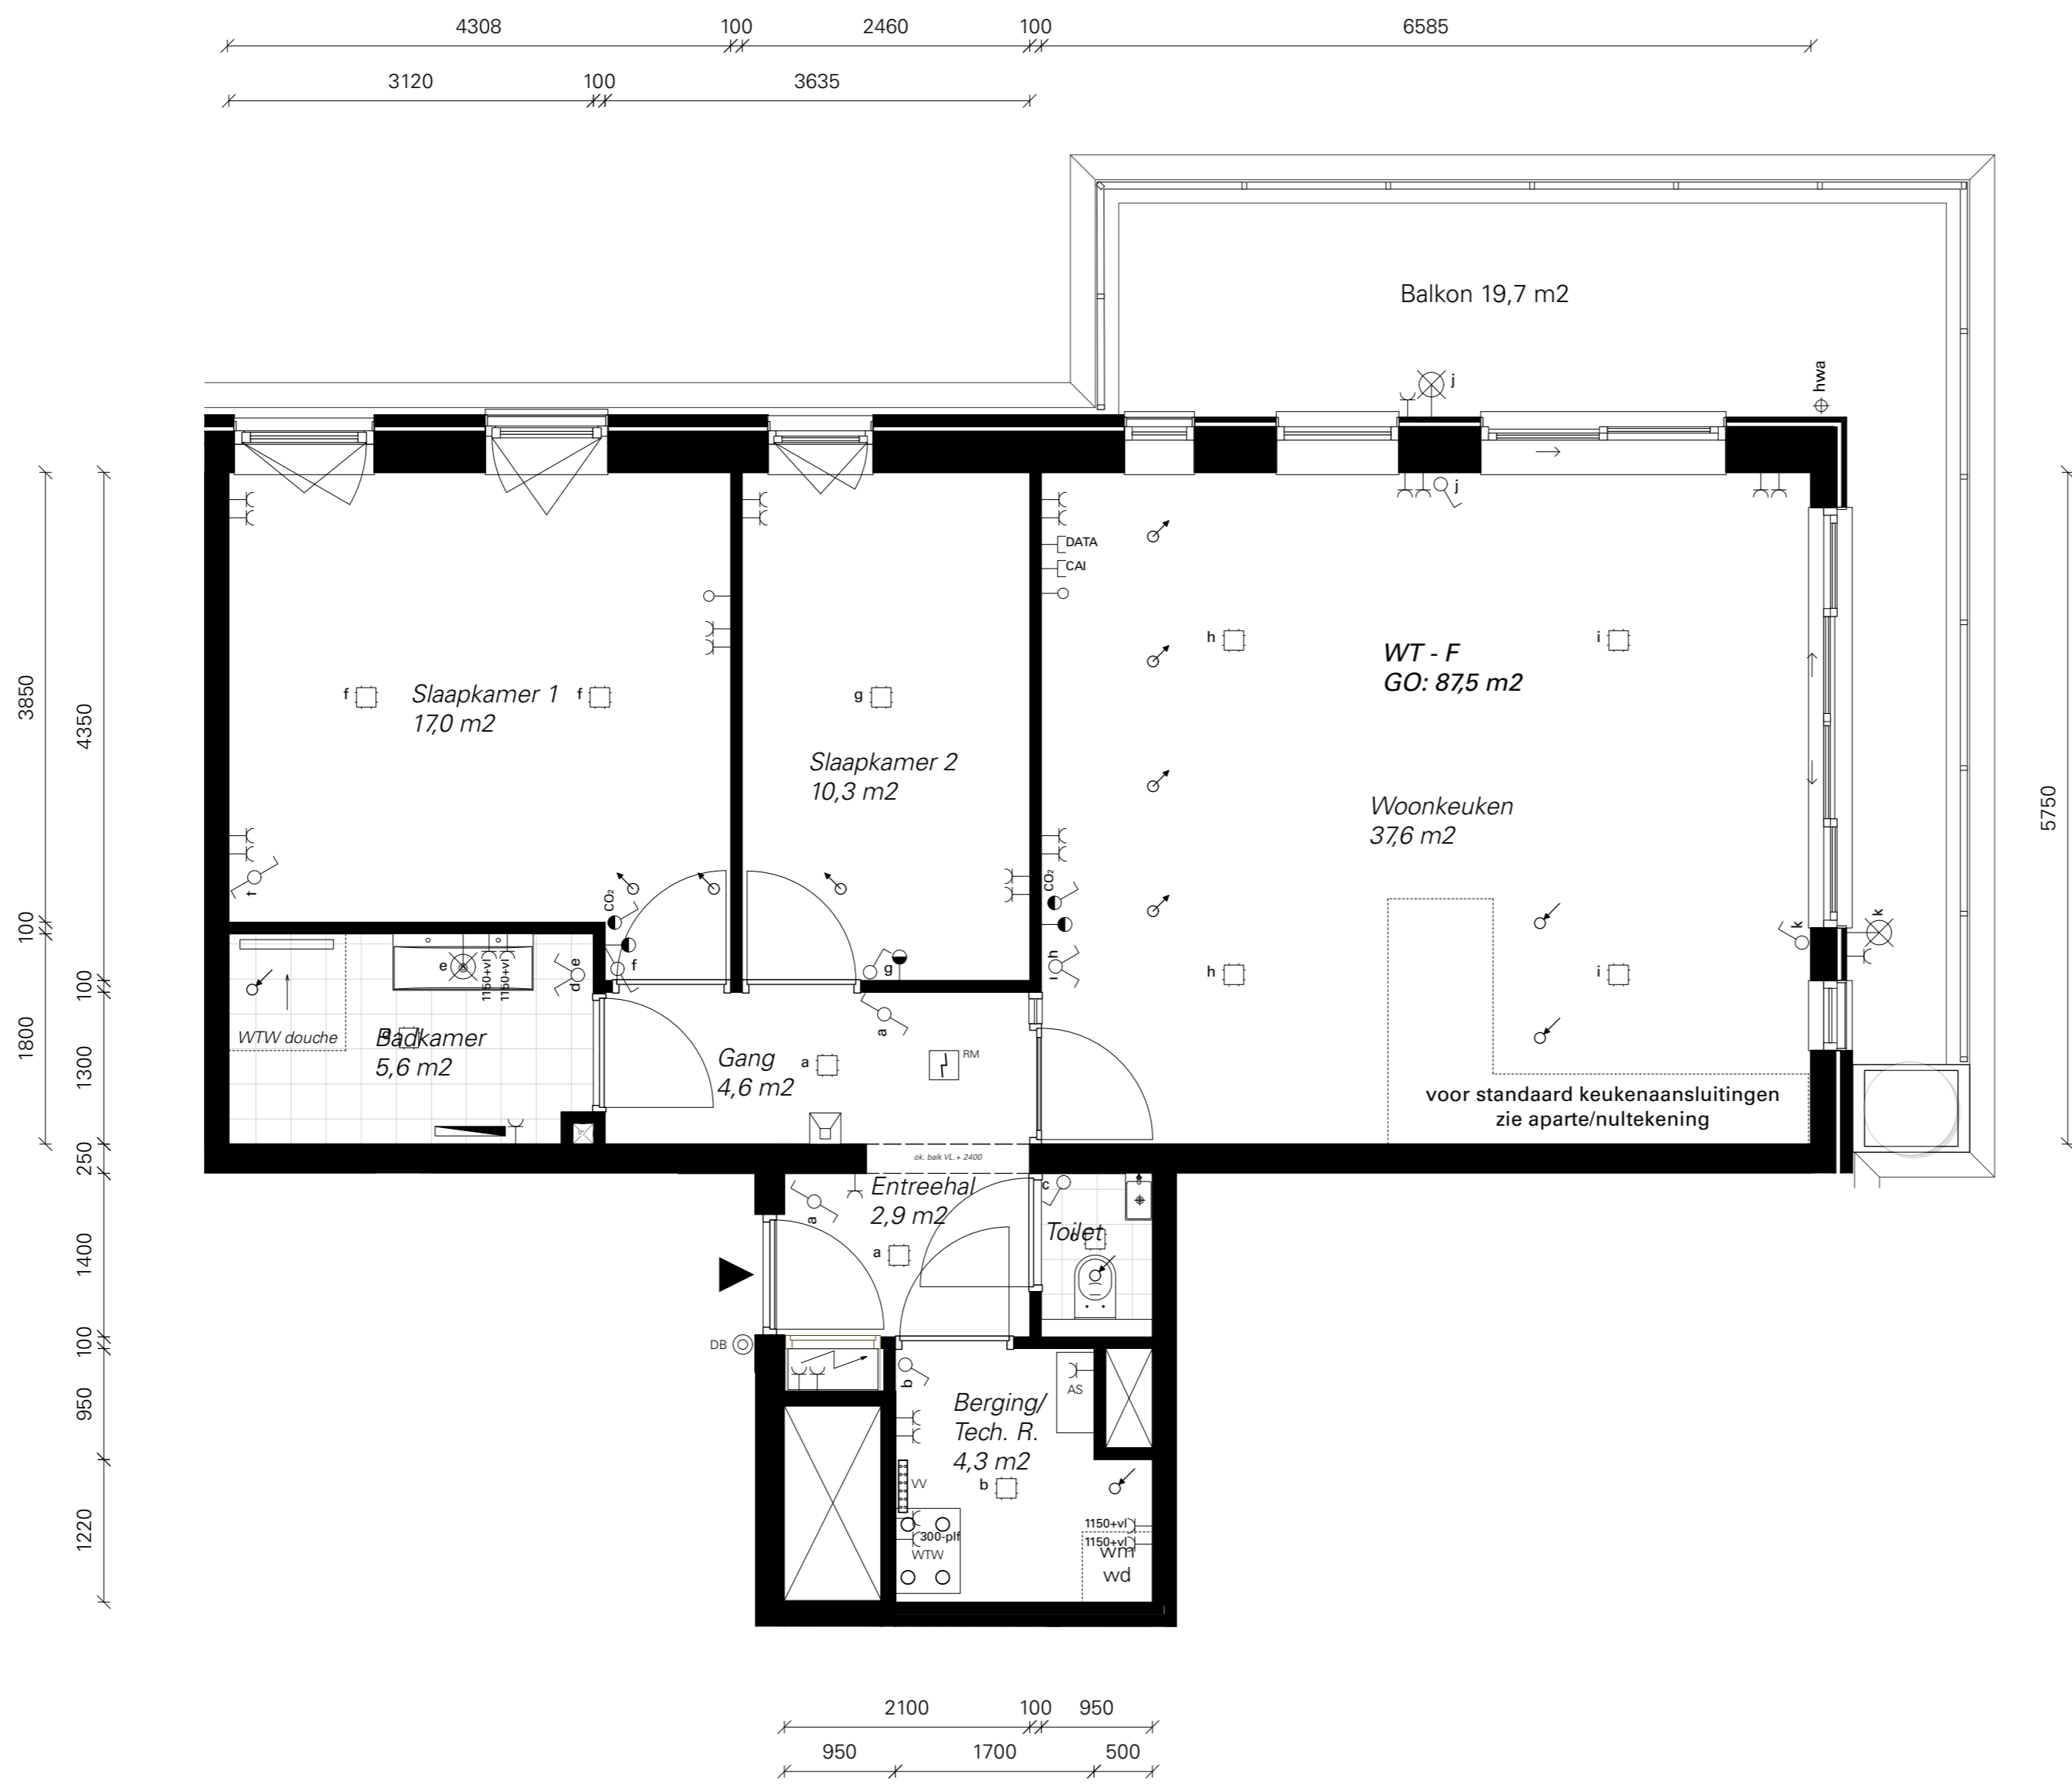 4308
100
2460
100
6585
3120
100
3635
Balkon 19,7 m2
hwa
j
j
DATA
CAI
h
i
WT - F
GO: 87,5 m2
f
Slaapkamer 1
17,0 m2
f
g
Slaapkamer 2
10,3 m2
Woonkeuken
37,6 m2
3850
4350
5750
f
CO₂
CO₂
k
k
100
e
1150+vl
1150+vl
d
e
f
g
h
i
h
i
100
WTW douche
Badkamer
5,6 m2
a
Gang
4,6 m2
a
RM
1800
1300
voor standaard keukenaansluitingen
zie aparte/nultekening
250
ok. balk VL.+ 2400
Entreehal
2,9 m2
a
a
c
Toilet
1400
DB
100
b
AS
Berging/
Tech. R.
4,3 m2
950
b
VV
300-plf
WTW
1150+vl
1150+vl
wm
wd
1220
2100
100
950
950
1700
500